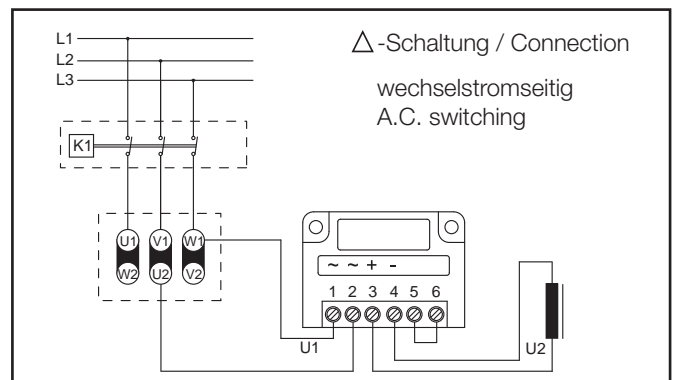 L1
L2
L3
△-Schaltung / Connection
wechselstromseitig
A.C. switching
K1
U1 V1 W1
W2 U2 V2
~ ~ + -
1 2 3 4 5 6
U1
U2